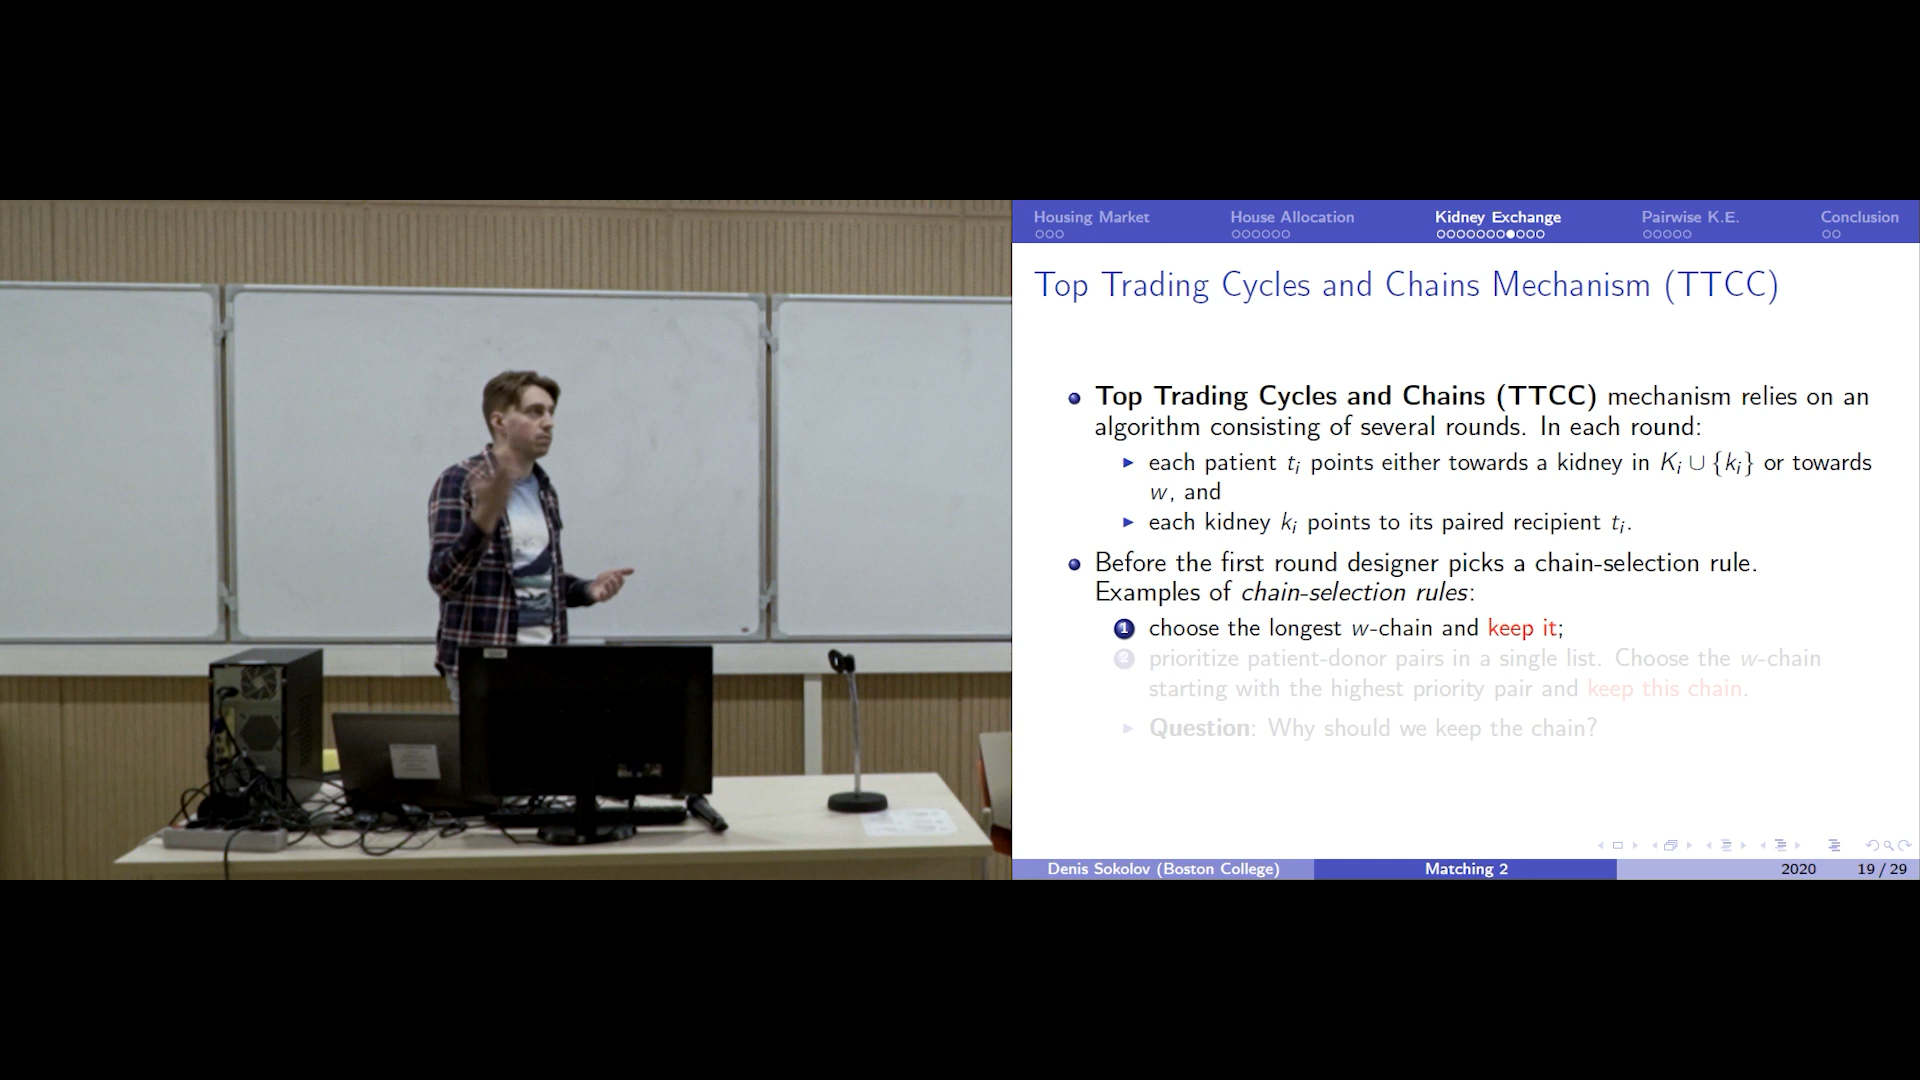 Housing Market House Allocation Kidney Exchange Pairwise K.E. Conclusion
Top Trading Cycles and Chains Mechanism (TTCC)
Top Trading Cycles and Chains (TTCC) mechanism relies on an
algorithm consisting of several rounds. In each round:
each patient tᵢ points either towards a kidney in Kᵢ ∪ {kᵢ} or towards
w, and
each kidney kᵢ points to its paired recipient tᵢ.
Before the first round designer picks a chain-selection rule.
Examples of chain-selection rules:
1 choose the longest w-chain and keep it;
2 prioritize patient-donor pairs in a single list. Choose the w-chain
starting with the highest priority pair and keep this chain.
Question: Why should we keep the chain?
Denis Sokolov (Boston College) Matching 2 2020 19 / 29